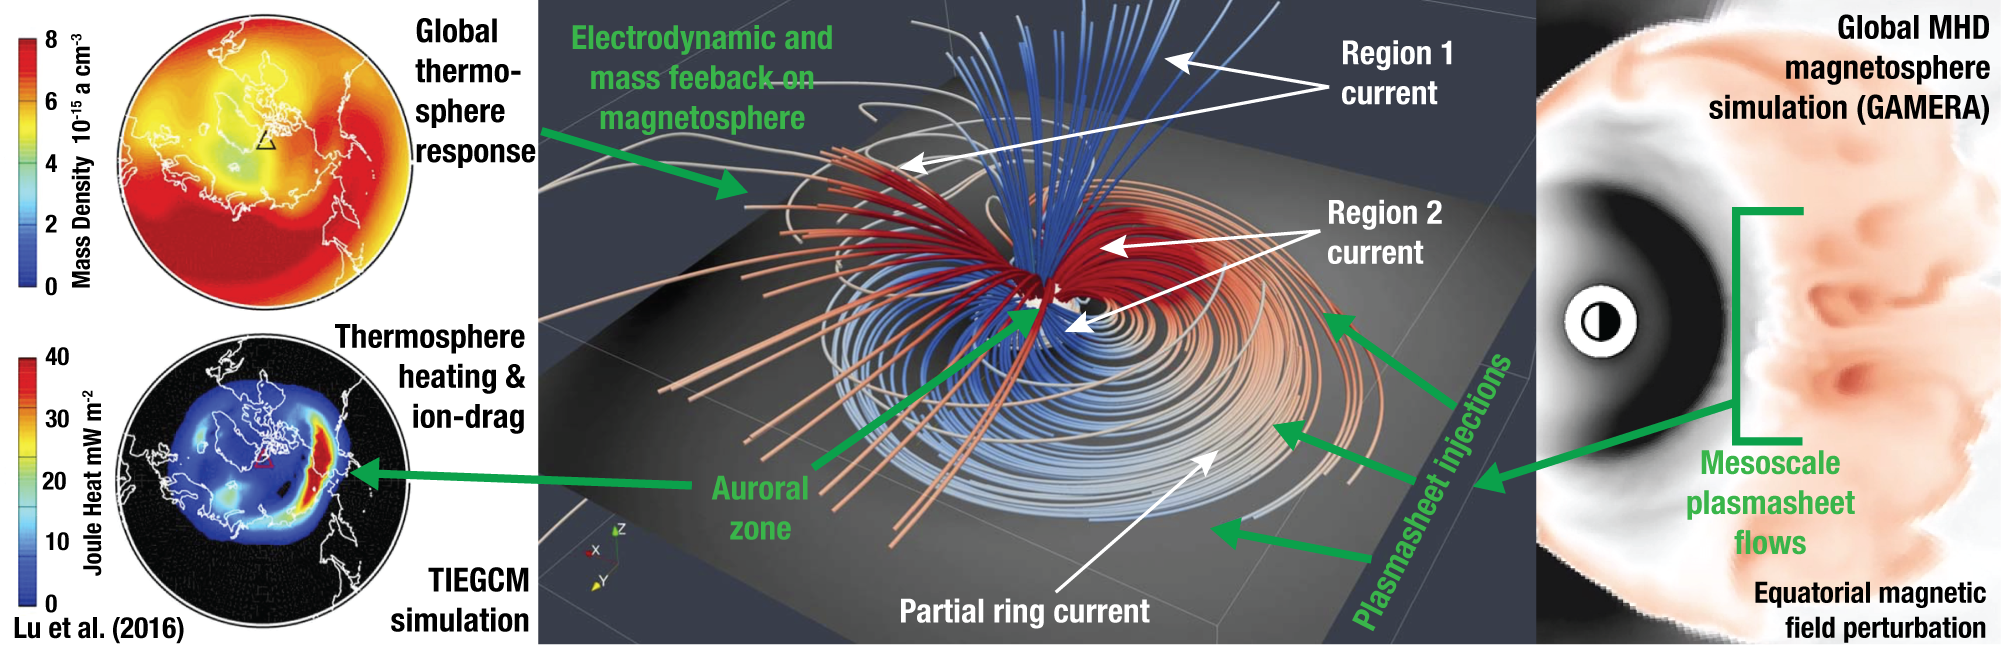 8
6
4
2
0
Mass Density 10-15 a cm-3
Global
thermo-
sphere
response
40
30
20
10
0
Joule Heat mW m-2
Thermosphere
heating &
ion-drag
TIEGCM
simulation
Lu et al. (2016)
Electrodynamic and
mass feeback on
magnetosphere
Region 1
current
Region 2
current
Auroral
zone
Partial ring current
Plasmasheet injections
Z
X
Y
Global MHD
magnetosphere
simulation (GAMERA)
Mesoscale
plasmasheet
flows
Equatorial magnetic
field perturbation